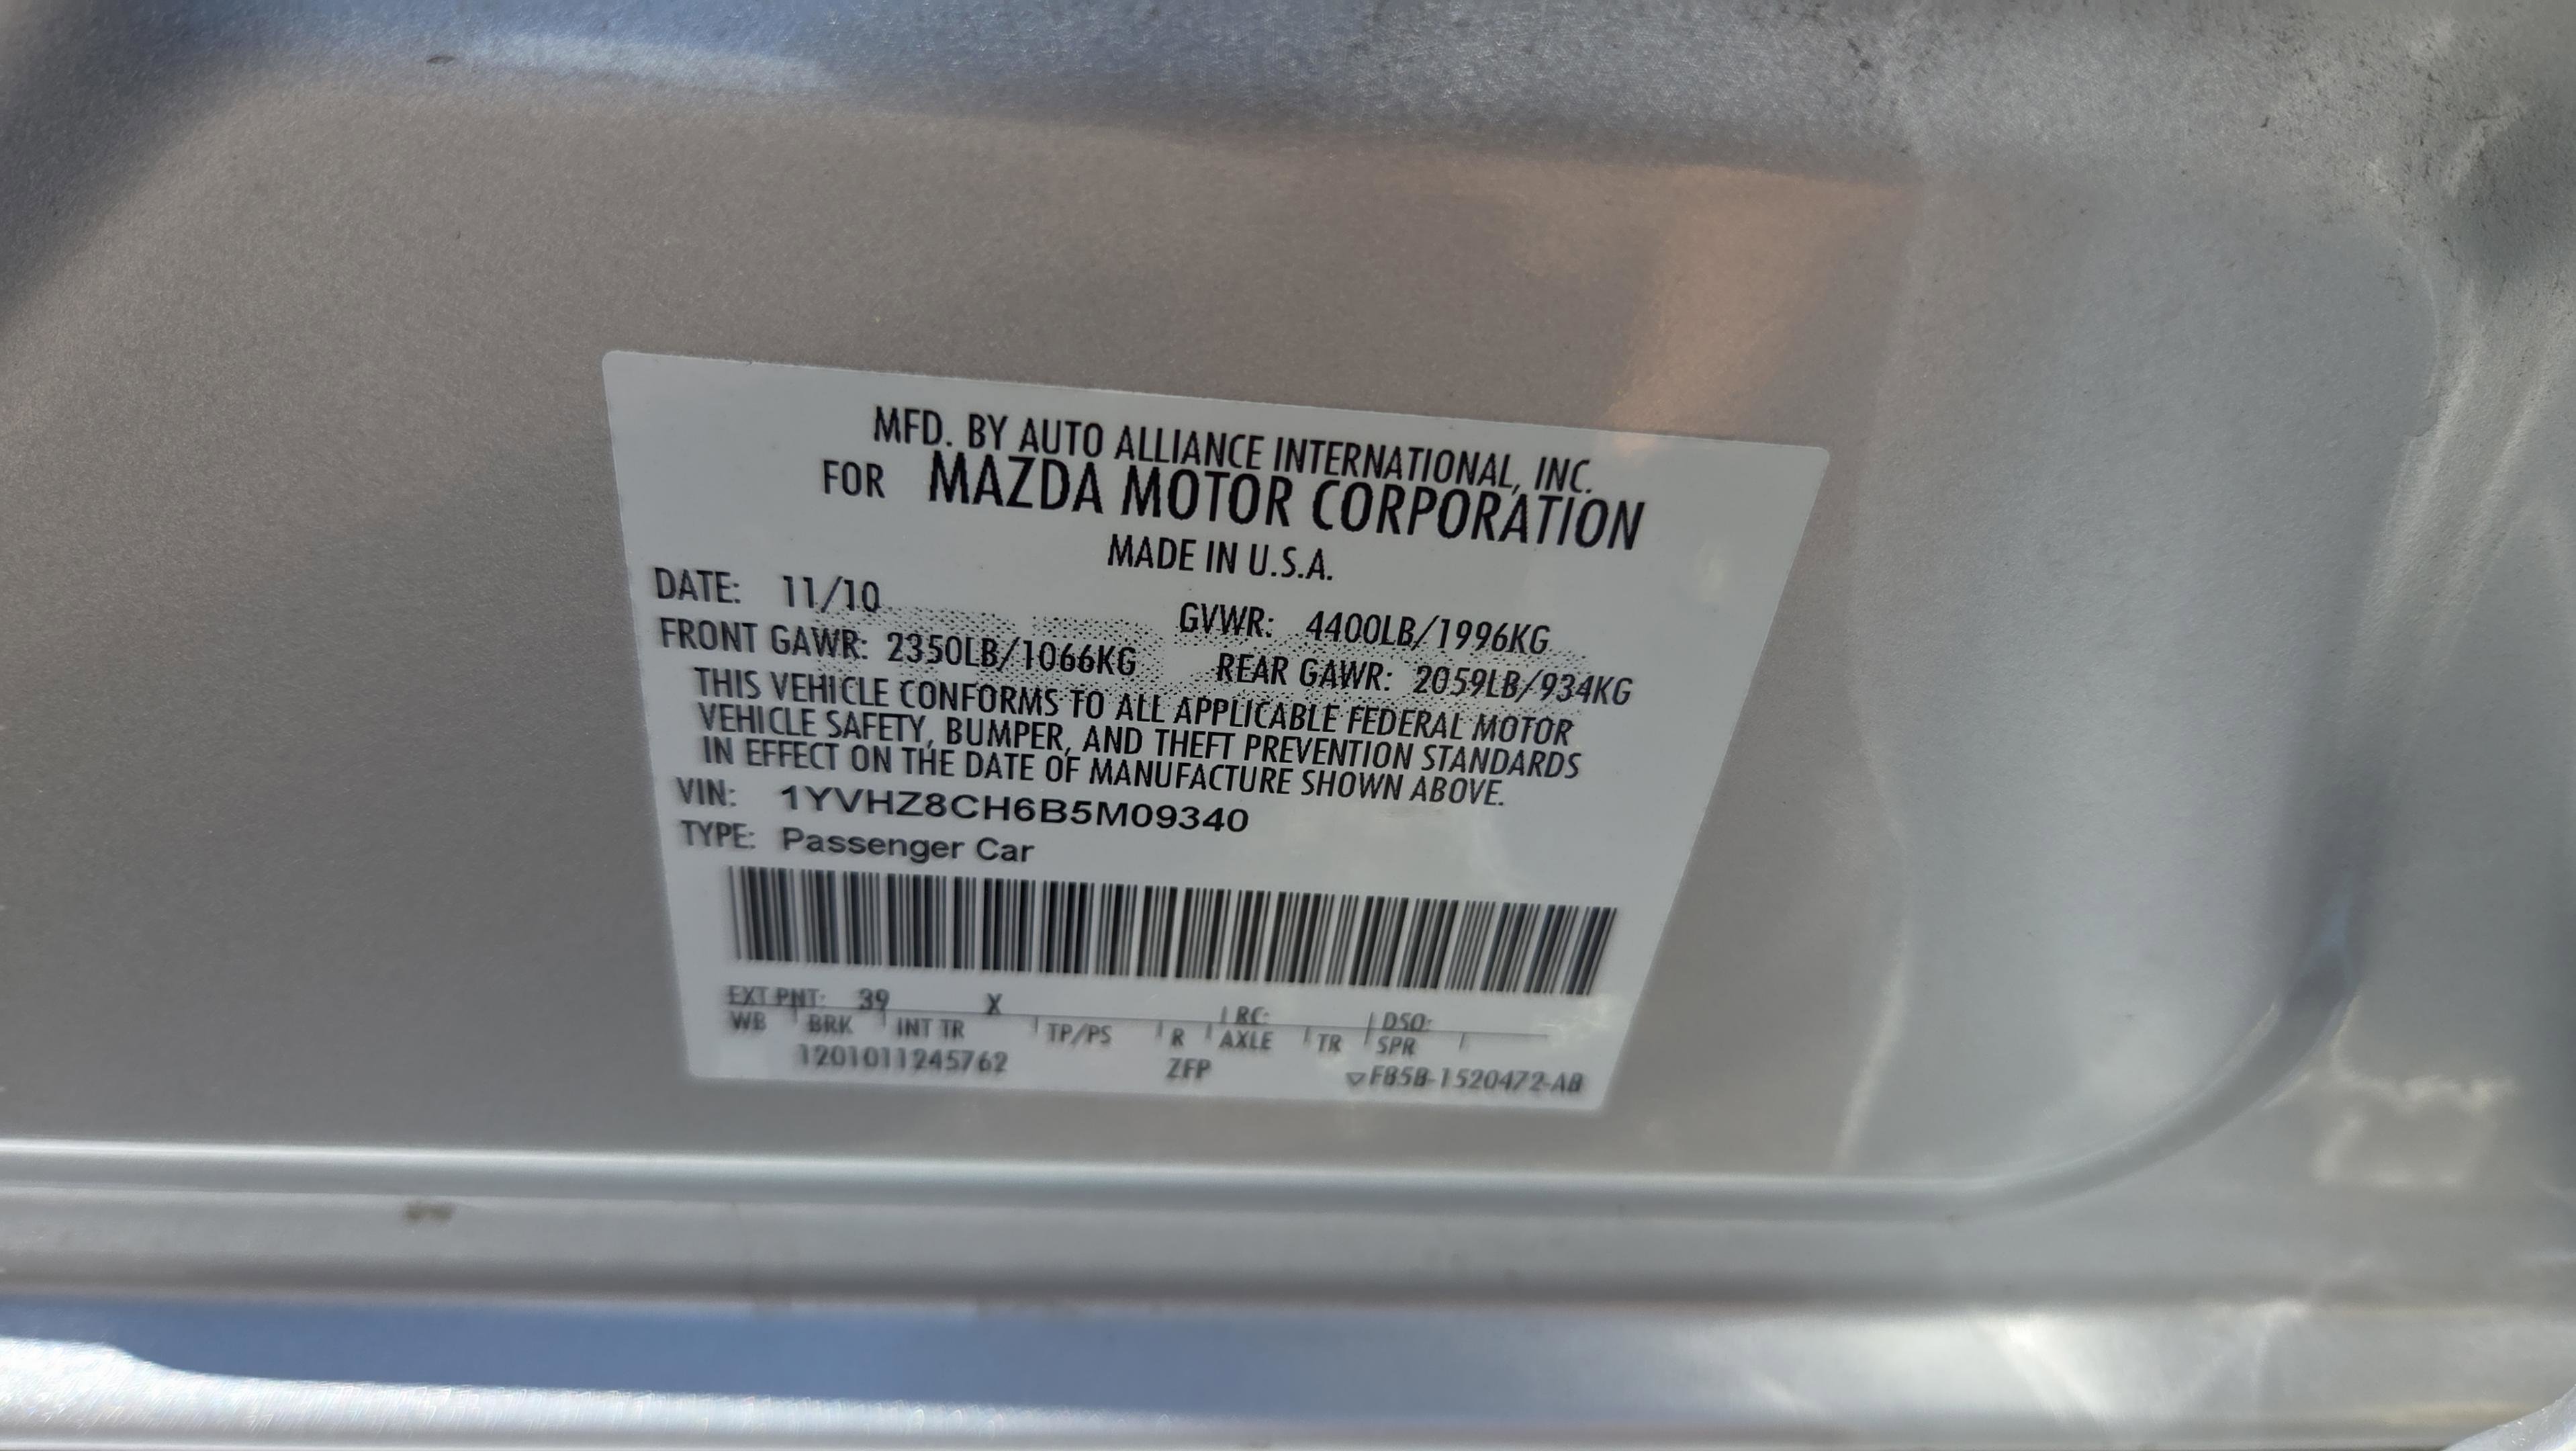 MFD. BY AUTO ALLIANCE INTERNATIONAL, INC.
FOR MAZDA MOTOR CORPORATION
MADE IN U.S.A.
DATE: 11/10 GVWR: 4400LB/1996KG
FRONT GAWR: 2350LB/1066KG REAR GAWR: 2059LB/934KG
THIS VEHICLE CONFORMS TO ALL APPLICABLE FEDERAL MOTOR
VEHICLE SAFETY, BUMPER, AND THEFT PREVENTION STANDARDS
IN EFFECT ON THE DATE OF MANUFACTURE SHOWN ABOVE.
VIN: 1YVHZ8CH6B5M09340
TYPE: Passenger Car
EXT PNT: 39 X RC: DSO:
WB BRK INT TR TP/PS R AXLE TR SPR
1201011245762 ZFP ▽F85B-1520472-AB